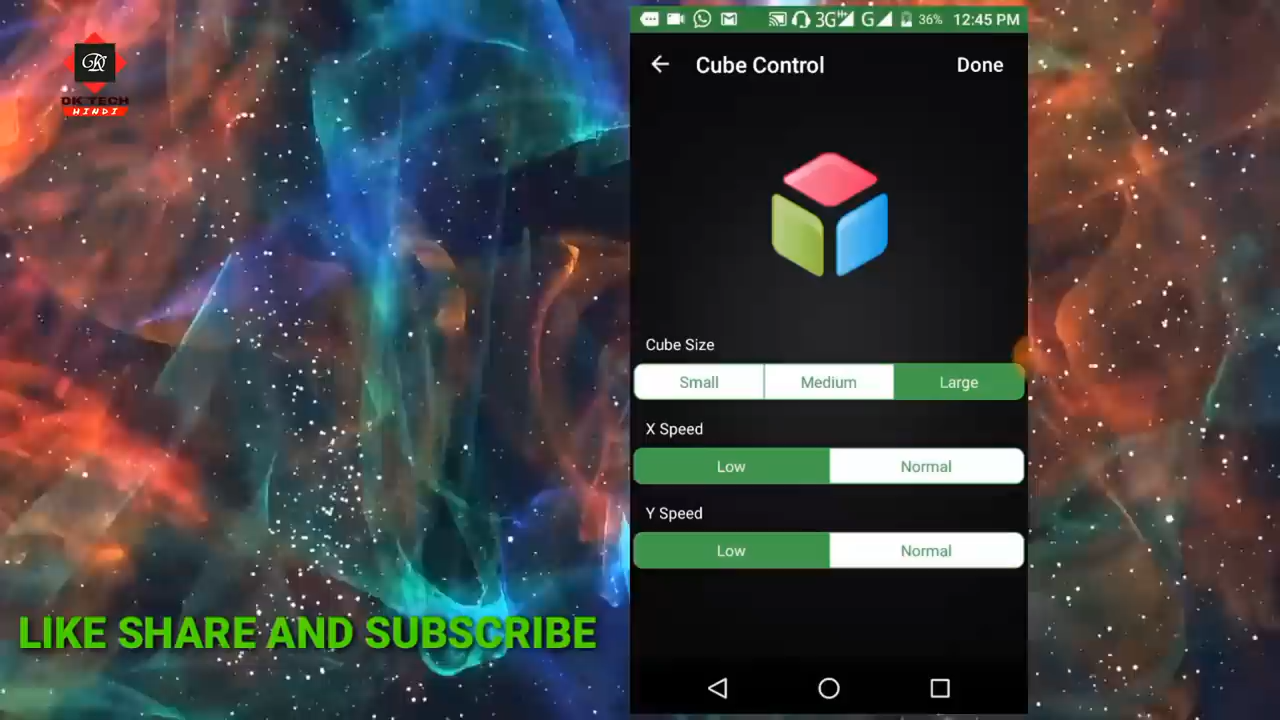 DK TECH
HINDI
3G H G 36% 12:45 PM
Cube Control Done
Cube Size
Small Medium Large
X Speed
Low Normal
Y Speed
Low Normal
LIKE SHARE AND SUBSCRIBE